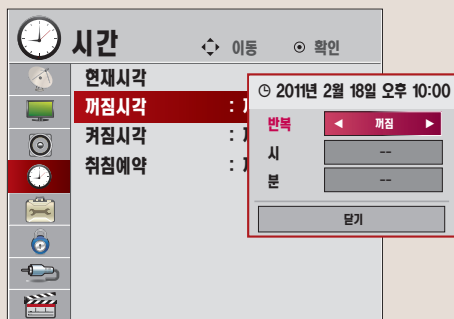 시간 이동 확인
현재시각
꺼짐시각 :
켜짐시각 :
취침예약 :
2011년 2월 18일 오후 10:00
반복 ◀ 꺼짐 ▶
시 --
분 --
닫기